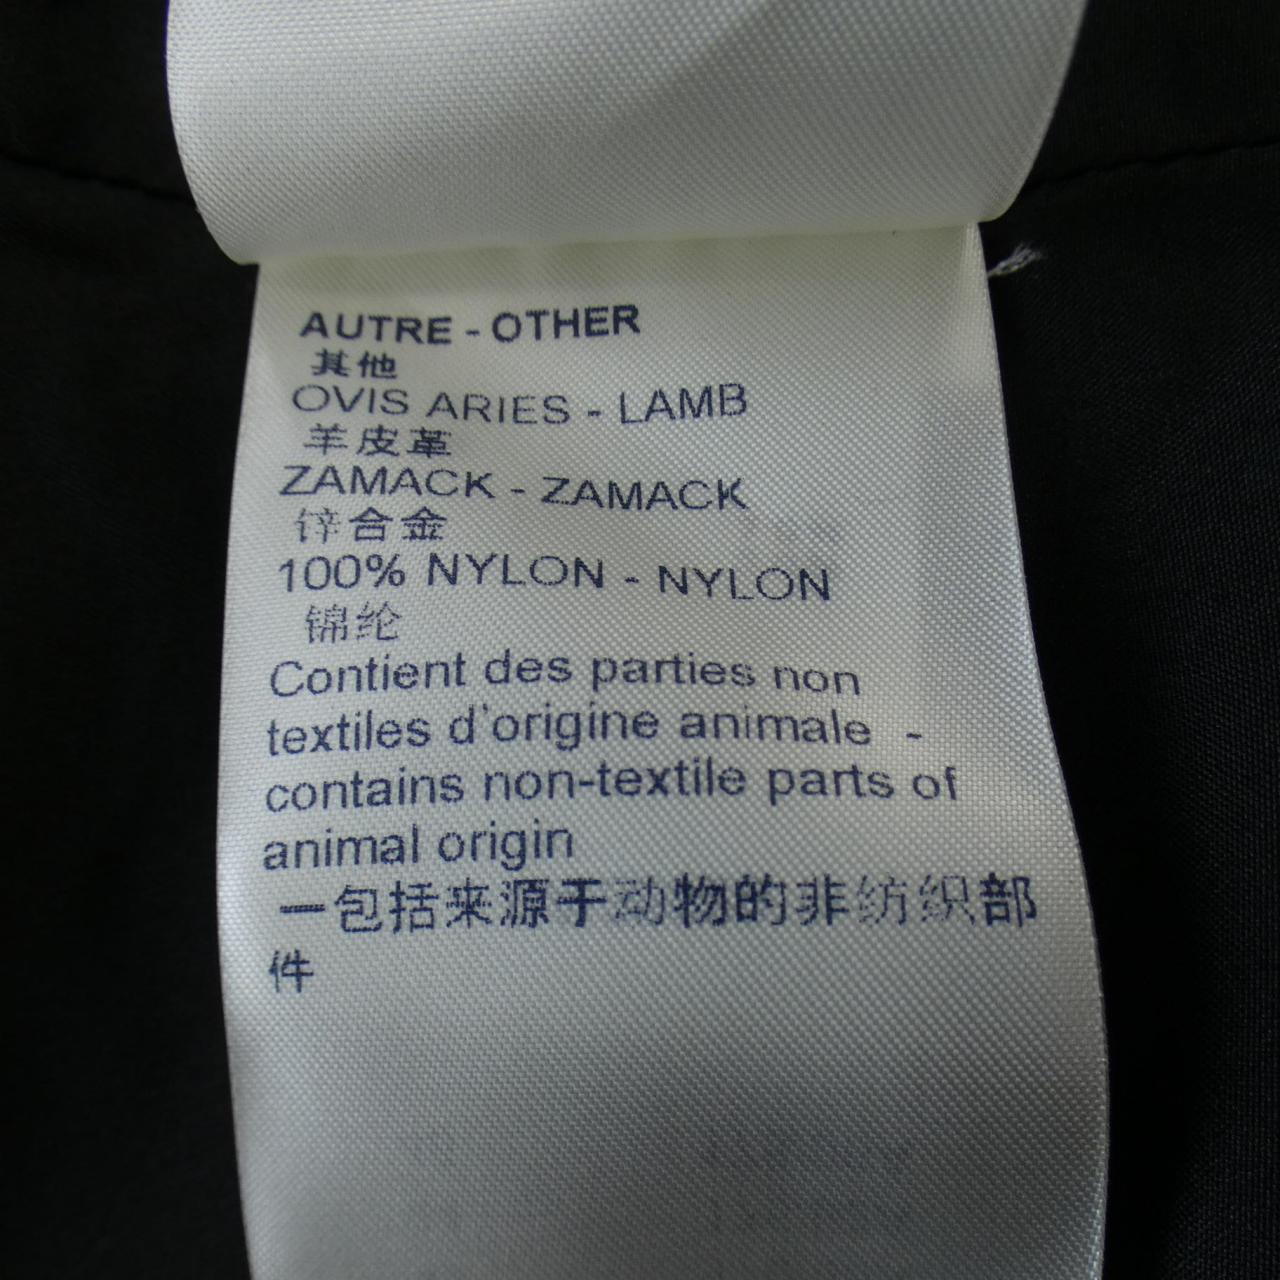 AUTRE - OTHER
其他
OVIS ARIES - LAMB
羊皮革
ZAMACK - ZAMACK
锌合金
100% NYLON - NYLON
锦纶
Contient des parties non
textiles d'origine animale -
contains non-textile parts of
animal origin
一包括来源于动物的非纺织部
件